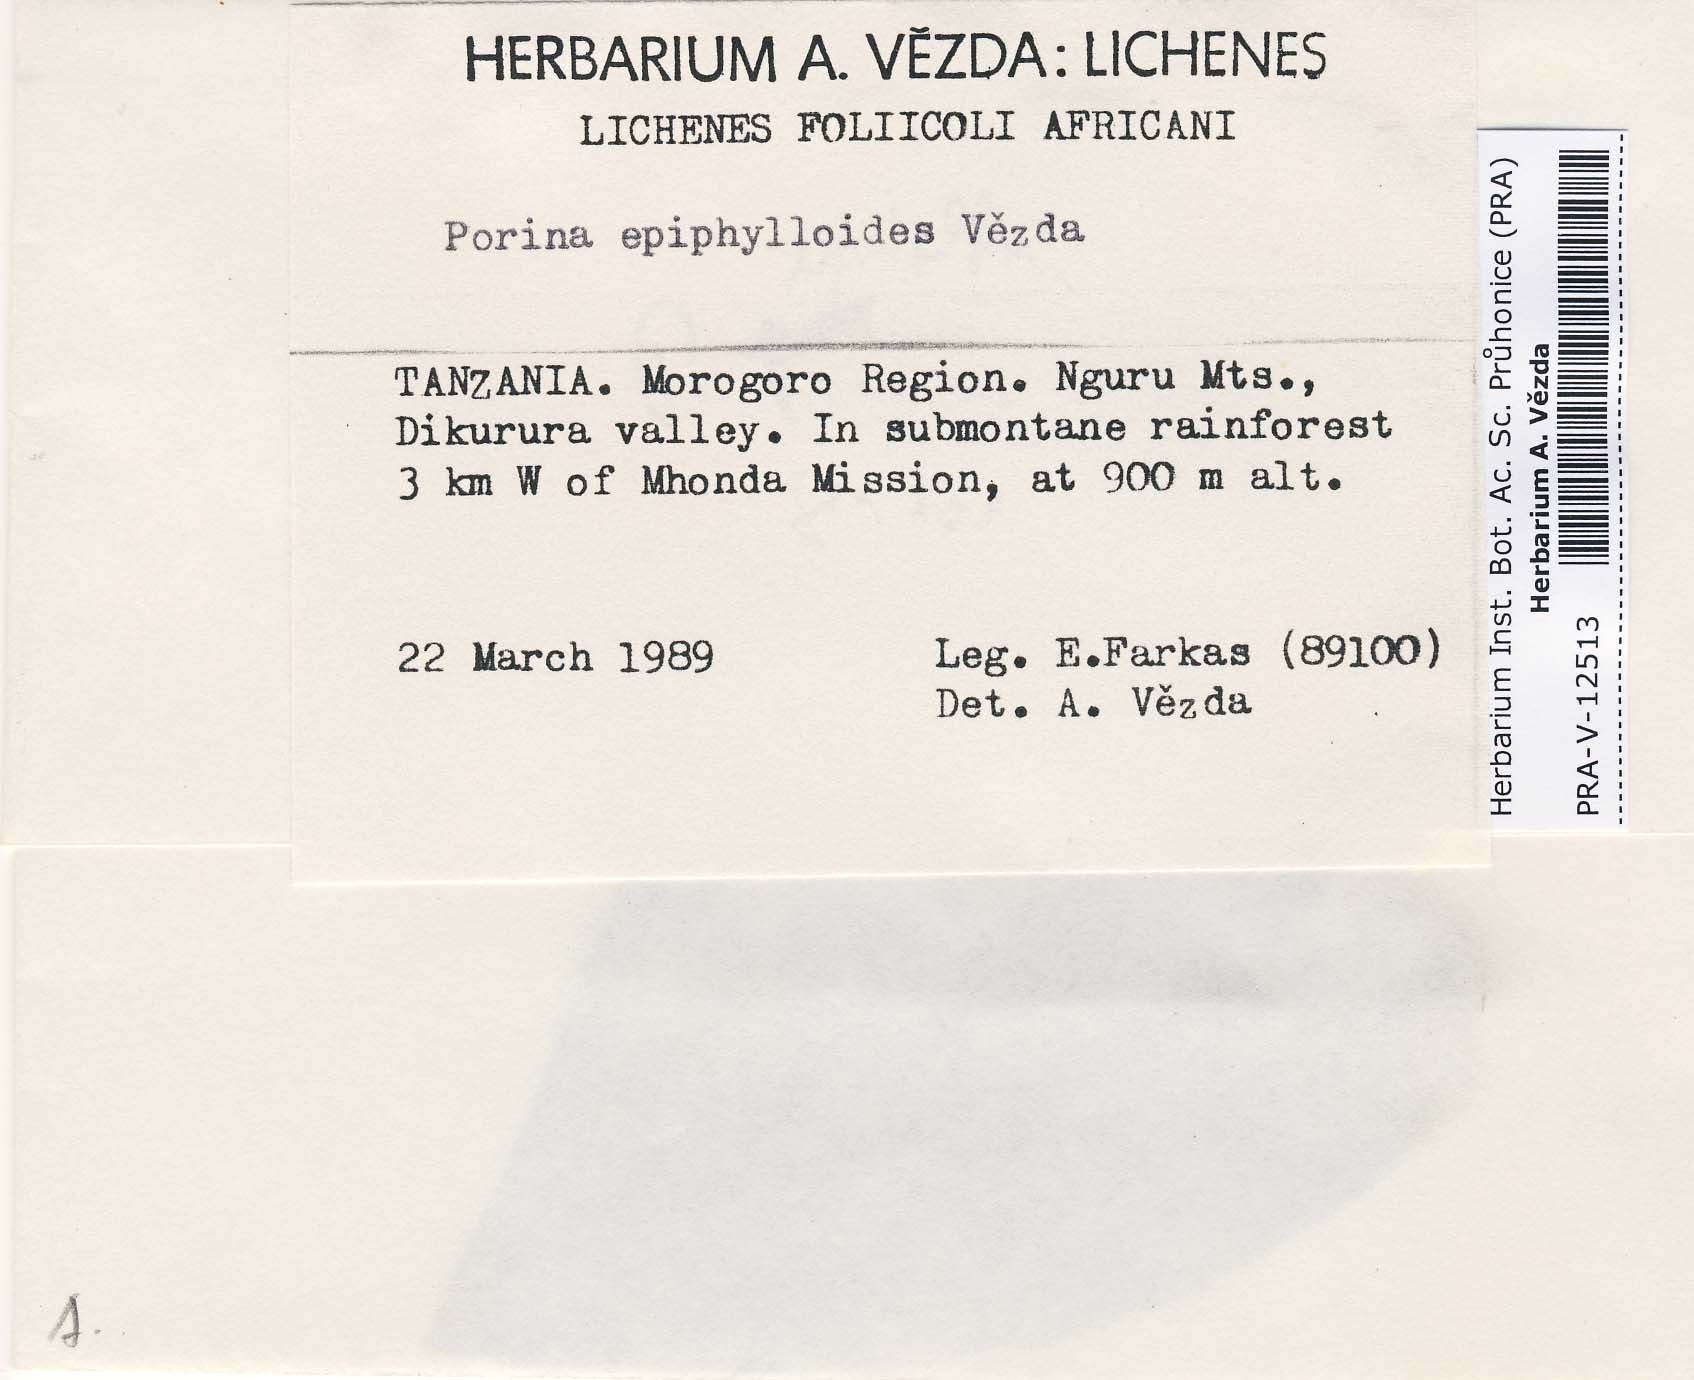 HERBARIUM A. VĚZDA: LICHENES
LICHENES FOLIICOLI AFRICANI
Porina epiphylloides Vězda
TANZANIA. Morogoro Region. Nguru Mts.,
Dikurura valley. In submontane rainforest
3 km W of Mhonda Mission, at 900 m alt.
22 March 1989
Leg. E.Farkas (89100)
Det. A. Vězda
Herbarium Inst. Bot. Ac. Sc. Průhonice (PRA)
Herbarium A. Vězda
PRA-V-12513